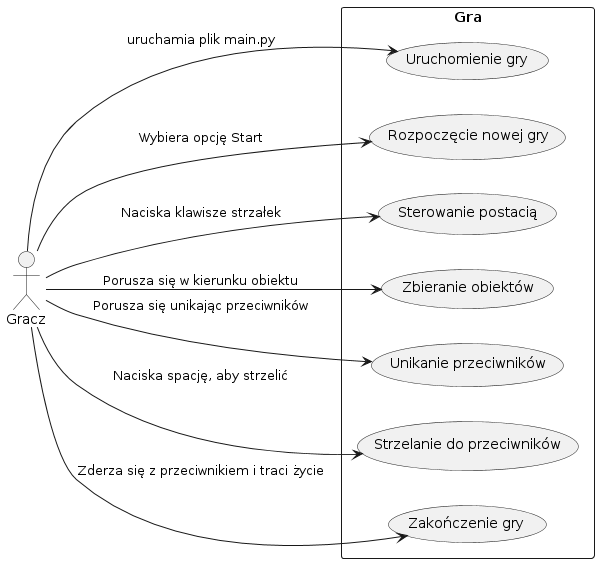 Gra
uruchamia plik main.py
Uruchomienie gry
Wybiera opcję Start
Rozpoczęcie nowej gry
Naciska klawisze strzałek
Sterowanie postacią
Porusza się w kierunku obiektu
Zbieranie obiektów
Porusza się unikając przeciwników
Gracz
Unikanie przeciwników
Naciska spację, aby strzelić
Strzelanie do przeciwników
Zderza się z przeciwnikiem i traci życie
Zakończenie gry